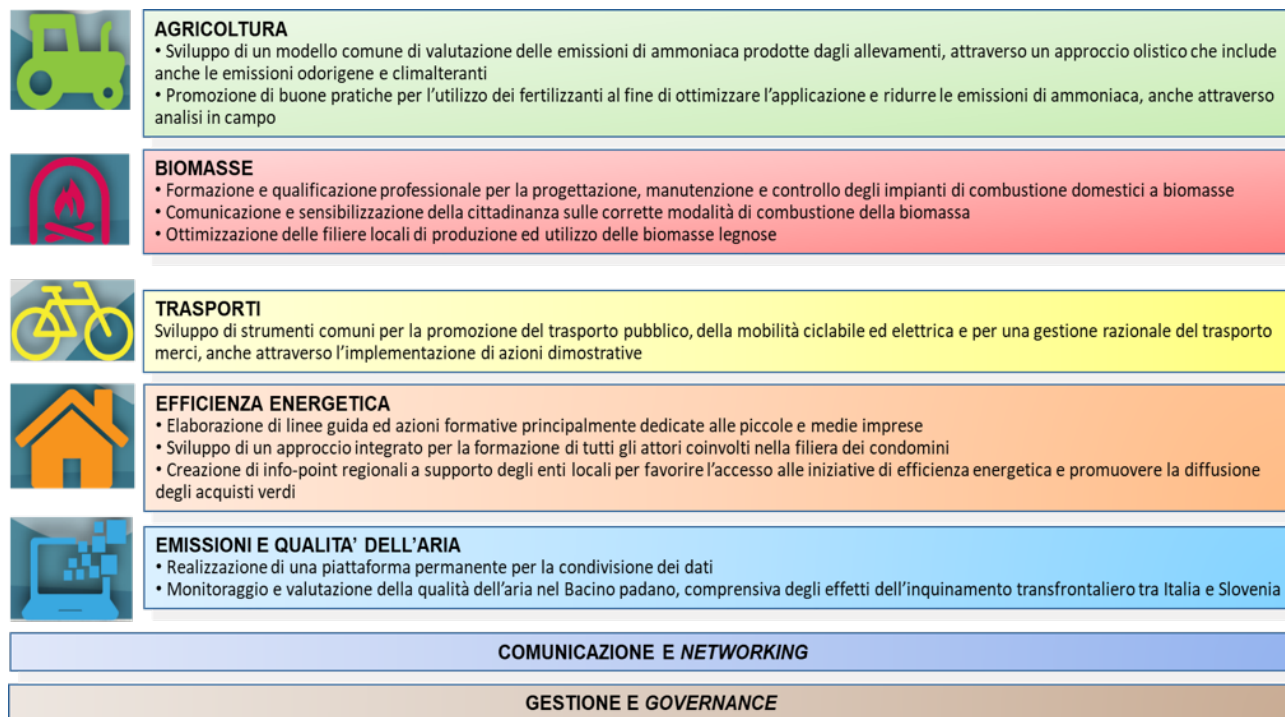 AGRICOLTURA
• Sviluppo di un modello comune di valutazione delle emissioni di ammoniaca prodotte dagli allevamenti, attraverso un approccio olistico che include
anche le emissioni odorigene e climalteranti
• Promozione di buone pratiche per l'utilizzo dei fertilizzanti al fine di ottimizzare l'applicazione e ridurre le emissioni di ammoniaca, anche attraverso
analisi in campo
BIOMASSE
• Formazione e qualificazione professionale per la progettazione, manutenzione e controllo degli impianti di combustione domestici a biomasse
• Comunicazione e sensibilizzazione della cittadinanza sulle corrette modalità di combustione della biomassa
• Ottimizzazione delle filiere locali di produzione ed utilizzo delle biomasse legnose
TRASPORTI
Sviluppo di strumenti comuni per la promozione del trasporto pubblico, della mobilità ciclabile ed elettrica e per una gestione razionale del trasporto
merci, anche attraverso l'implementazione di azioni dimostrative
EFFICIENZA ENERGETICA
• Elaborazione di linee guida ed azioni formative principalmente dedicate alle piccole e medie imprese
• Sviluppo di un approccio integrato per la formazione di tutti gli attori coinvolti nella filiera dei condomini
• Creazione di info-point regionali a supporto degli enti locali per favorire l'accesso alle iniziative di efficienza energetica e promuovere la diffusione
degli acquisti verdi
EMISSIONI E QUALITA' DELL'ARIA
• Realizzazione di una piattaforma permanente per la condivisione dei dati
• Monitoraggio e valutazione della qualità dell'aria nel Bacino padano, comprensiva degli effetti dell'inquinamento transfrontaliero tra Italia e Slovenia
COMUNICAZIONE E NETWORKING
GESTIONE E GOVERNANCE